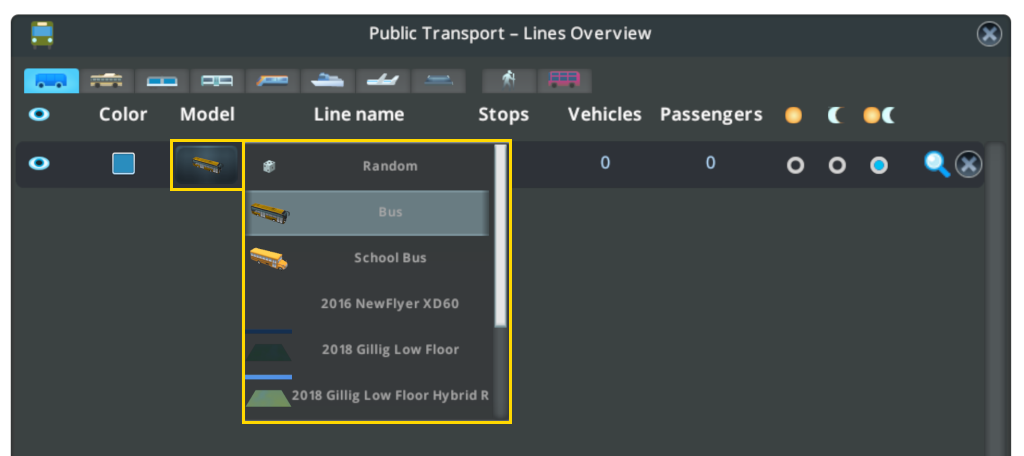 Public Transport – Lines Overview
Color Model Line name Stops Vehicles Passengers
0 0
Random
Bus
School Bus
2016 NewFlyer XD60
2018 Gillig Low Floor
2018 Gillig Low Floor Hybrid R